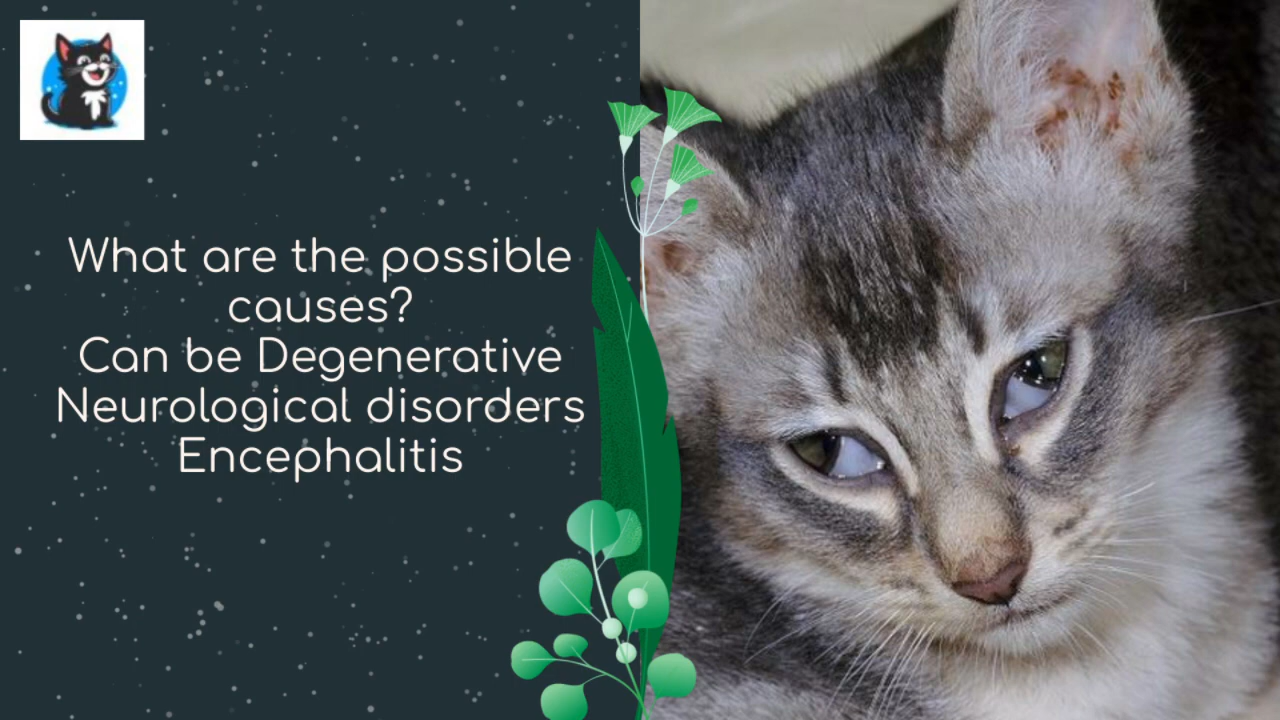 What are the possible
causes?
Can be Degenerative
Neurological disorders
Encephalitis